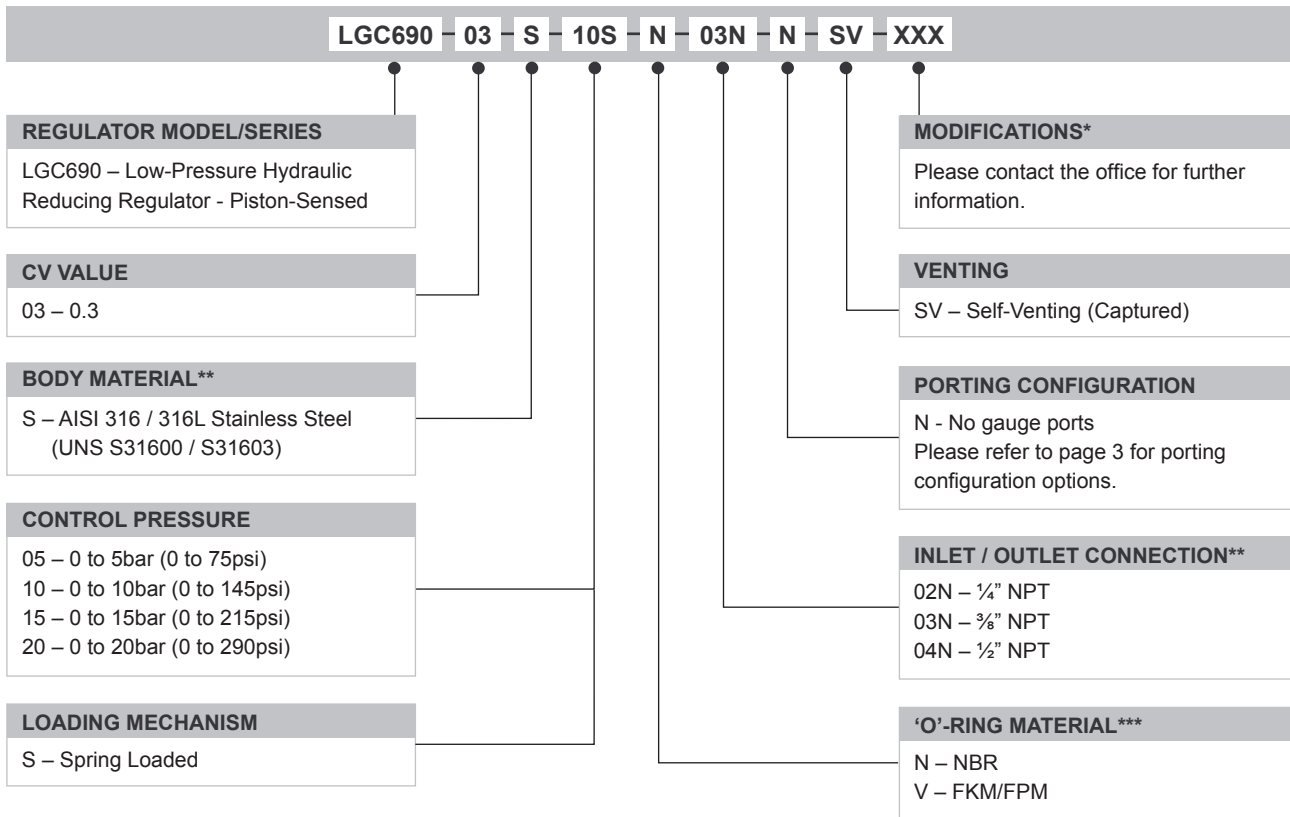 LGC690 - 03 - S - 10S - N - 03N - N - SV - XXX
REGULATOR MODEL/SERIES
LGC690 – Low-Pressure Hydraulic
Reducing Regulator - Piston-Sensed
CV VALUE
03 – 0.3
BODY MATERIAL**
S – AISI 316 / 316L Stainless Steel
(UNS S31600 / S31603)
CONTROL PRESSURE
05 – 0 to 5bar (0 to 75psi)
10 – 0 to 10bar (0 to 145psi)
15 – 0 to 15bar (0 to 215psi)
20 – 0 to 20bar (0 to 290psi)
LOADING MECHANISM
S – Spring Loaded
MODIFICATIONS*
Please contact the office for further
information.
VENTING
SV – Self-Venting (Captured)
PORTING CONFIGURATION
N - No gauge ports
Please refer to page 3 for porting
configuration options.
INLET / OUTLET CONNECTION**
02N – ¼” NPT
03N – ⅜” NPT
04N – ½” NPT
‘O’-RING MATERIAL***
N – NBR
V – FKM/FPM